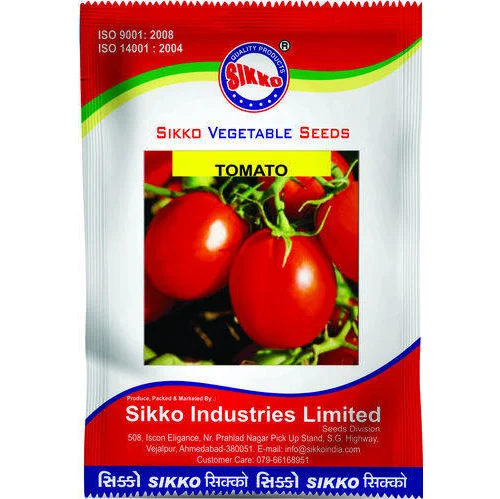 ISO 9001: 2008
ISO 14001 : 2004
QUALITY PRODUCTS
®
SIKKO
SIKKO VEGETABLE SEEDS
TOMATO
Produce, Packed & Marketed By .:
Sikko Industries Limited
Seeds Division
508, Iscon Eligance, Nr. Prahlad Nagar Pick Up Stand, S.G. Highway,
Vejalpur, Ahmedabad-380051. E-mail: info@sikkoindia.com
Customer Care: 079-66168951
सिक्को SIKKO સિક્કો SIKKO सिक्को